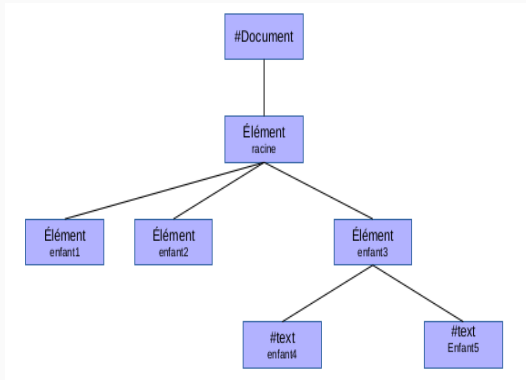 #Document
Élément
racine
Élément
enfant1
Élément
enfant2
Élément
enfant3
#text
enfant4
#text
Enfant5